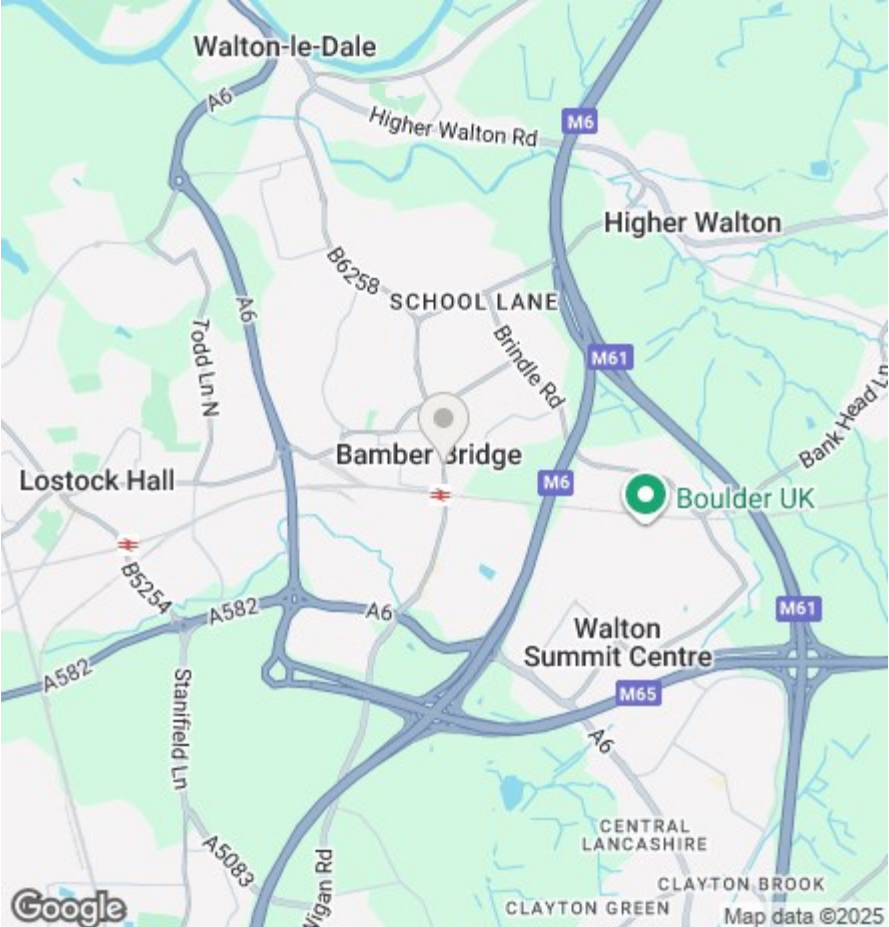 Walton-le-Dale
A6
Higher Walton Rd
M6
Higher Walton
B6258
SCHOOL LANE
A6
Todd Ln N
Brindle Rd
M61
Bank Head Ln
Bamber Bridge
Lostock Hall
M6
Boulder UK
B5254
A582
A6
M61
Walton
Summit Centre
A582
Stanifield Ln
M65
A6
A5083
Wigan Rd
CENTRAL
LANCASHIRE
CLAYTON BROOK
CLAYTON GREEN
Google
Map data ©2025